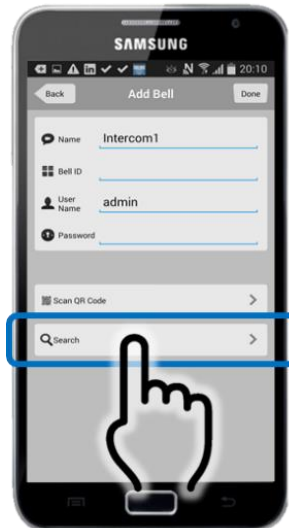 SAMSUNG
20:10
Back Add Bell Done
Name Intercom1
Bell ID
User Name admin
Password
Scan QR Code
Search